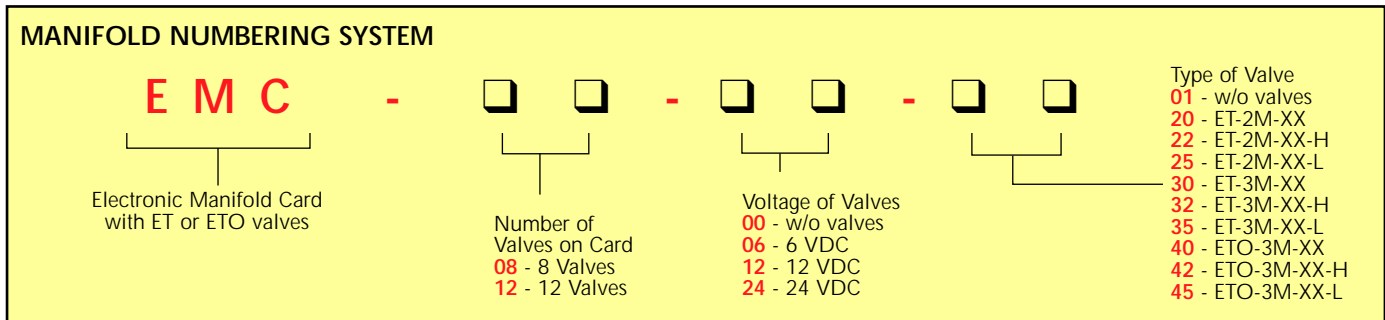 MANIFOLD NUMBERING SYSTEM
E M C - ❑ ❑ - ❑ ❑ - ❑ ❑
Electronic Manifold Card
with ET or ETO valves
Number of
Valves on Card
08 - 8 Valves
12 - 12 Valves
Voltage of Valves
00 - w/o valves
06 - 6 VDC
12 - 12 VDC
24 - 24 VDC
Type of Valve
01 - w/o valves
20 - ET-2M-XX
22 - ET-2M-XX-H
25 - ET-2M-XX-L
30 - ET-3M-XX
32 - ET-3M-XX-H
35 - ET-3M-XX-L
40 - ETO-3M-XX
42 - ETO-3M-XX-H
45 - ETO-3M-XX-L